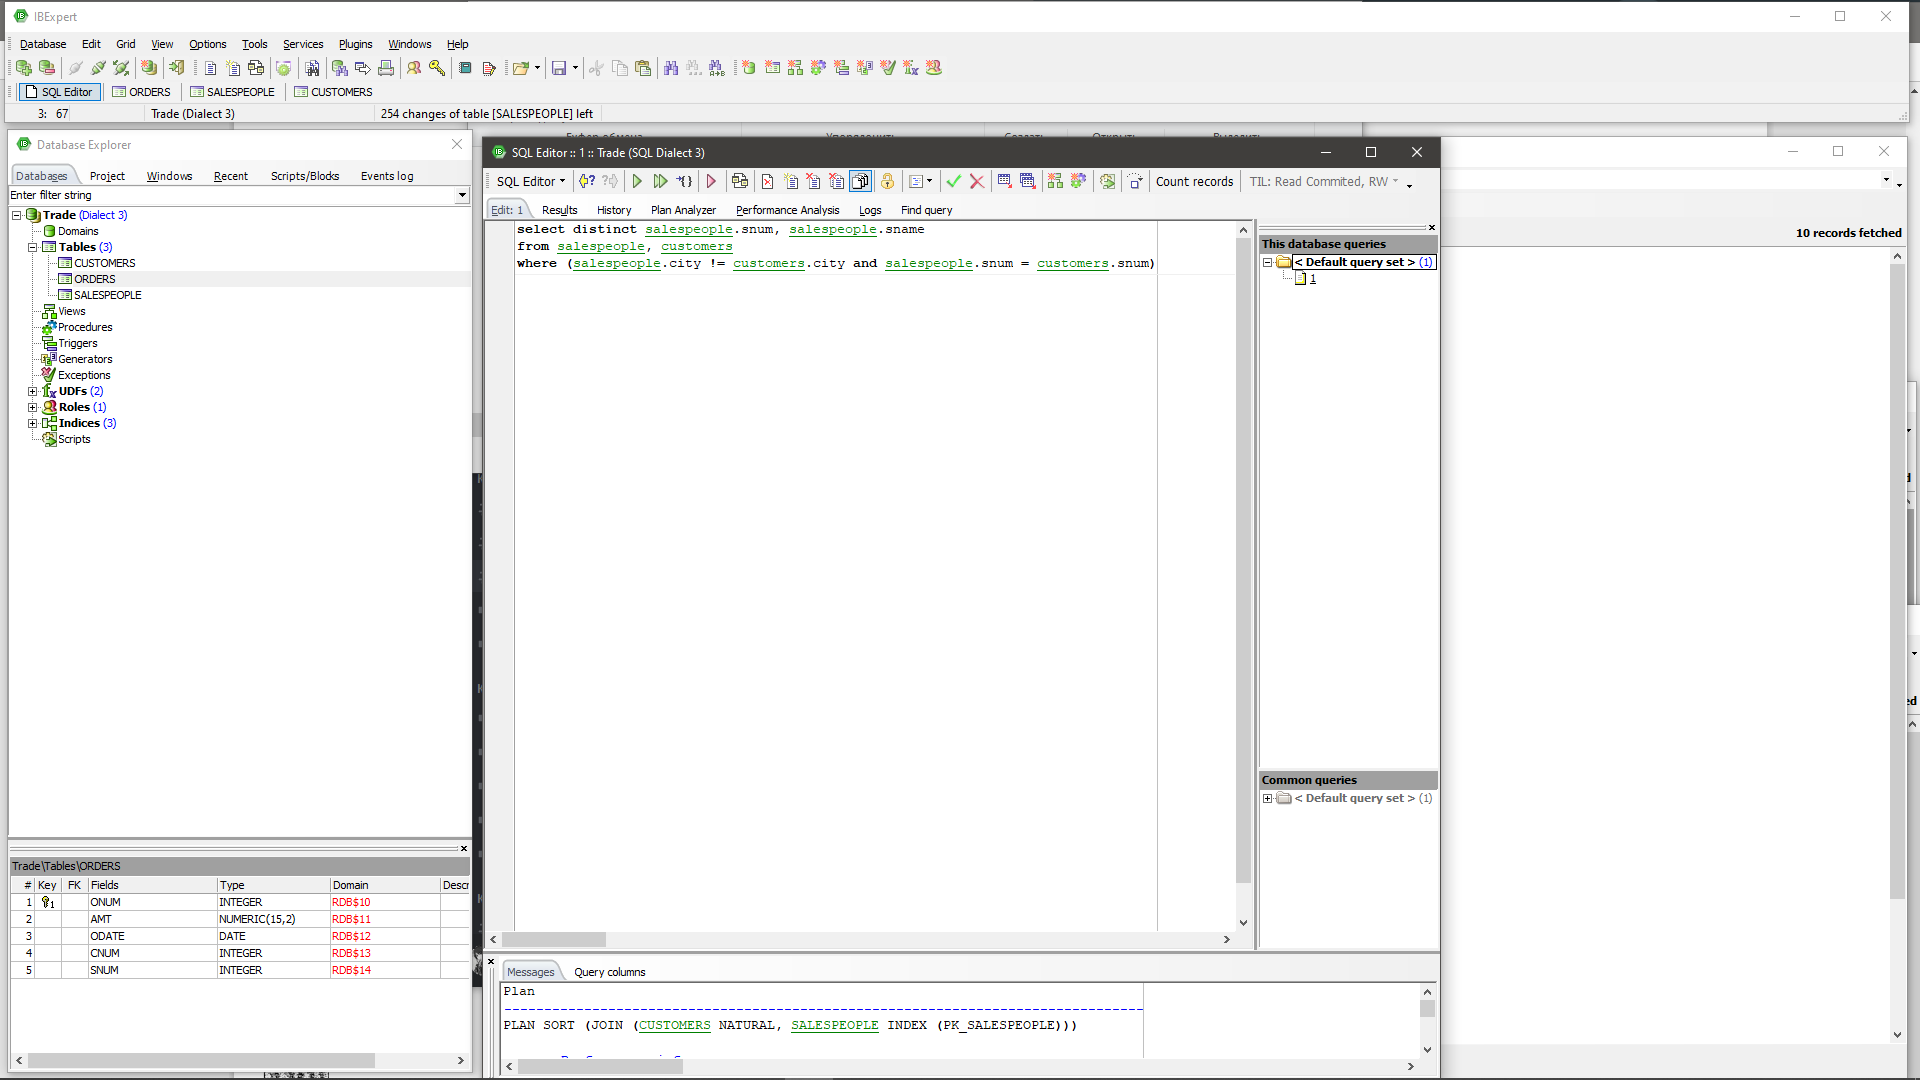 IBExpert
Database Edit Grid View Options Tools Services Plugins Windows Help
SQL Editor ORDERS SALESPEOPLE CUSTOMERS
3: 67 Trade (Dialect 3) 254 changes of table [SALESPEOPLE] left
Database Explorer
Databases Project Windows Recent Scripts/Blocks Events log
Enter filter string
Trade (Dialect 3)
Domains
Tables (3)
CUSTOMERS
ORDERS
SALESPEOPLE
Views
Procedures
Triggers
Generators
Exceptions
UDFs (2)
Roles (1)
Indices (3)
Scripts
Trade\Tables\ORDERS
# Key FK Fields Type Domain Descr
1 1 ONUM INTEGER RDB$10
2 AMT NUMERIC(15,2) RDB$11
3 ODATE DATE RDB$12
4 CNUM INTEGER RDB$13
5 SNUM INTEGER RDB$14
SQL Editor :: 1 :: Trade (SQL Dialect 3)
SQL Editor Count records TIL: Read Commited, RW
Edit: 1 Results History Plan Analyzer Performance Analysis Logs Find query
select distinct salespeople.snum, salespeople.sname
from salespeople, customers
where (salespeople.city != customers.city and salespeople.snum = customers.snum)
This database queries
< Default query set > (1)
1
Common queries
< Default query set > (1)
Messages Query columns
Plan
--------------------------------------------------------------------------------
PLAN SORT (JOIN (CUSTOMERS NATURAL, SALESPEOPLE INDEX (PK_SALESPEOPLE)))
10 records fetched